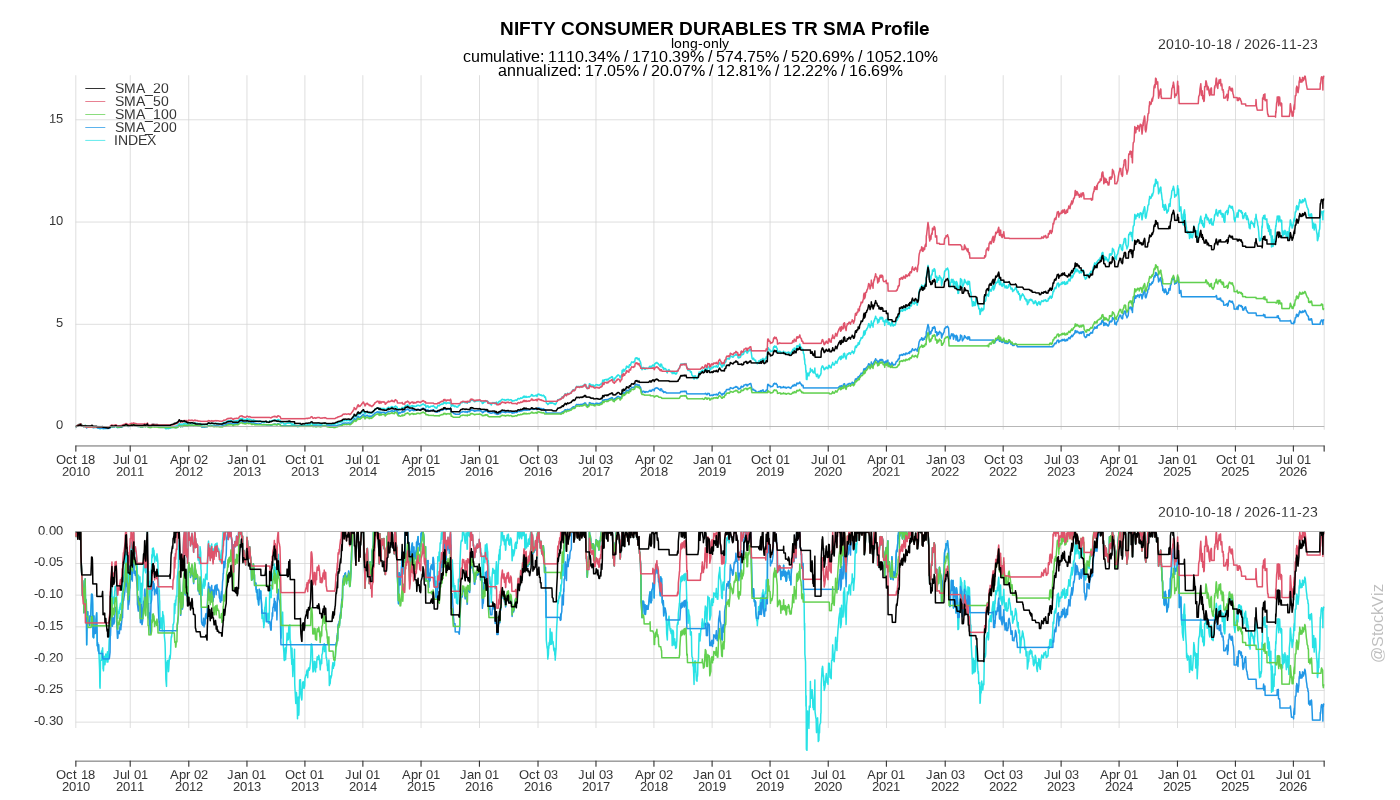 NIFTY CONSUMER DURABLES TR SMA Profile
long-only
cumulative: 1110.34% / 1710.39% / 574.75% / 520.69% / 1052.10%
annualized: 17.05% / 20.07% / 12.81% / 12.22% / 16.69%
2010-10-18 / 2026-11-23
SMA_20
SMA_50
SMA_100
SMA_200
INDEX
15
10
5
0
Oct 18 Jul 01 Apr 02 Jan 01 Oct 01 Jul 01 Apr 01 Jan 01 Oct 03 Jul 03 Apr 02 Jan 01 Oct 01 Jul 01 Apr 01 Jan 03 Oct 03 Jul 03 Apr 01 Jan 01 Oct 01 Jul 01
2010 2011 2012 2013 2013 2014 2015 2016 2016 2017 2018 2019 2019 2020 2021 2022 2022 2023 2024 2025 2025 2026
2010-10-18 / 2026-11-23
0.00
-0.05
-0.10
-0.15
-0.20
-0.25
-0.30
Oct 18 Jul 01 Apr 02 Jan 01 Oct 01 Jul 01 Apr 01 Jan 01 Oct 03 Jul 03 Apr 02 Jan 01 Oct 01 Jul 01 Apr 01 Jan 03 Oct 03 Jul 03 Apr 01 Jan 01 Oct 01 Jul 01
2010 2011 2012 2013 2013 2014 2015 2016 2016 2017 2018 2019 2019 2020 2021 2022 2022 2023 2024 2025 2025 2026
@StockViz